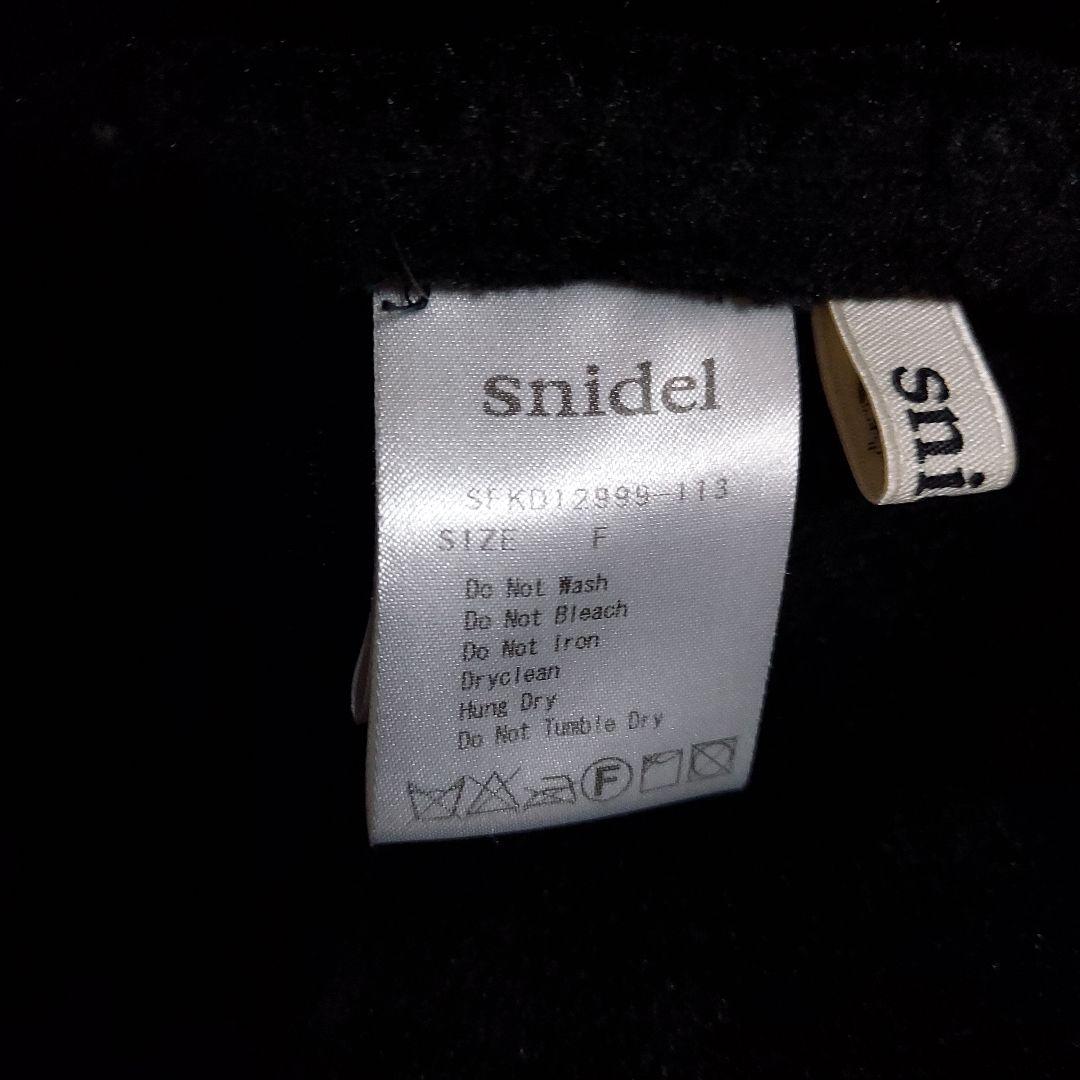 snidel
SFKD12999-113
SIZE F
Do Not Wash
Do Not Bleach
Do Not Iron
Dryclean
Hung Dry
Do Not Tumble Dry
F
sni